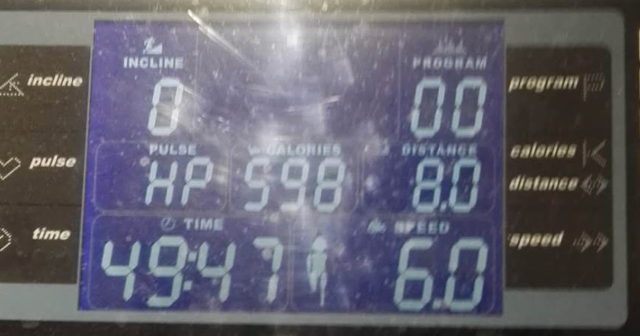 INCLINE PROGRAM
incline 0 00 program
PULSE CALORIES DISTANCE calories
pulse HP 598 8.0 distance
TIME SPEED
time 49:47 6.0 speed